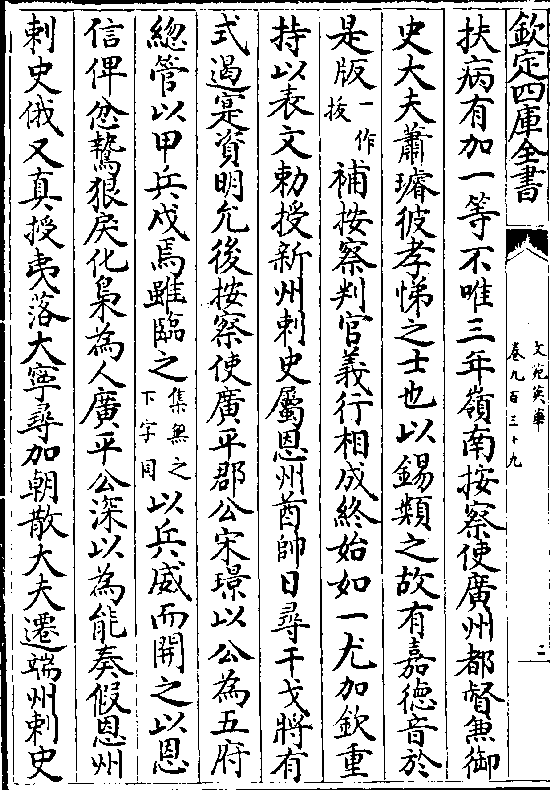 欽定四庫全書
文苑英華
卷九百三十九
二
扶病有加一等不唯三年嶺南按察使廣州都督兼御
史大夫蕭璿彼孝悌之士也以錫類之故有嘉德音於
是版一作拔補按察判官義行相成終始如一尤加欽重
持以表文勅授新州刺史屬恩州酋帥日尋干戈將有
式遏寔資明允後按察使廣平郡公宋璟以公為五府
總管以甲兵戍焉雖臨之集無之下字同以兵威而開之以恩
信俾忿鷙狠戾化梟為人廣平公深以為能奏假恩州
刺史俄又真授夷落大寧尋加朝散大夫遷端州刺史